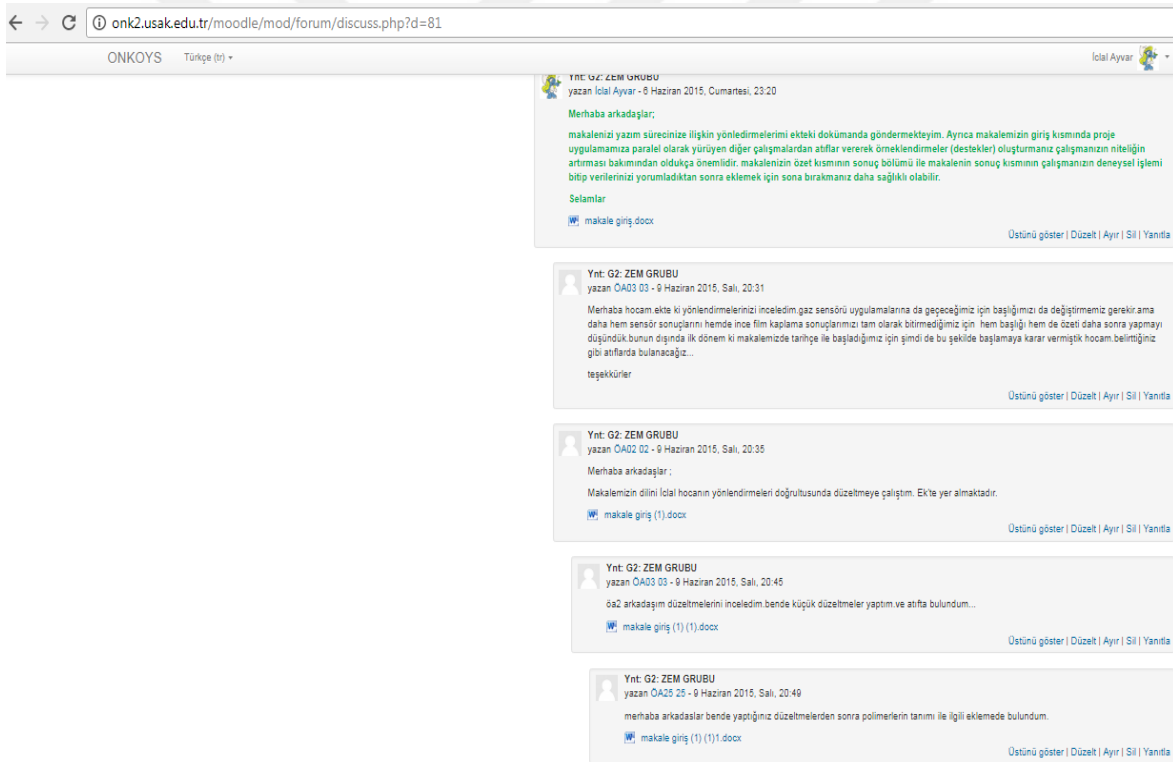 onk2.usak.edu.tr/moodle/mod/forum/discuss.php?d=81
ONKOYS Türkçe (tr) İclal Ayvar
Ynt: G2: ZEM GRUBU
yazan İclal Ayvar - 6 Haziran 2015, Cumartesi, 23:20
Merhaba arkadaşlar;
makalenizi yazım sürecinize ilişkin yönledirmelerimi ekteki dokümanda göndermekteyim. Ayrıca makalemizin giriş kısmında proje
uygulamamıza paralel olarak yürüyen diğer çalışmalardan atıflar vererek örneklendirmeler (destekler) oluşturmanız çalışmanızın niteliğin
artırması bakımından oldukça önemlidir. makalenizin özet kısmının sonuç bölümü ile makalenin sonuç kısmının çalışmanızın deneysel işlemi
bitip verilerinizi yorumladıktan sonra eklemek için sona bırakmanız daha sağlıklı olabilir.
Selamlar
makale giriş.docx
Üstünü göster | Düzelt | Ayır | Sil | Yanıtla
Ynt: G2: ZEM GRUBU
yazan ÖA03 03 - 9 Haziran 2015, Salı, 20:31
Merhaba hocam.ekte ki yönlendirmelerinizi inceledim.gaz sensörü uygulamalarına da geçeceğimiz için başlığımızı da değiştirmemiz gerekir.ama
daha hem sensör sonuçlarını hemde ince film kaplama sonuçlarımızı tam olarak bitirmediğimiz için hem başlığı hem de özeti daha sonra yapmayı
düşündük.bunun dışında ilk dönem ki makalemizde tarihçe ile başladığımız için şimdi de bu şekilde başlamaya karar vermiştik hocam.belirttiğiniz
gibi atıflarda bulanacağız...
teşekkürler
Üstünü göster | Düzelt | Ayır | Sil | Yanıtla
Ynt: G2: ZEM GRUBU
yazan ÖA02 02 - 9 Haziran 2015, Salı, 20:35
Merhaba arkadaşlar ;
Makalemizin dilini İclal hocanın yönlendirmeleri doğrultusunda düzeltmeye çalıştım. Ek'te yer almaktadır.
makale giriş (1).docx
Üstünü göster | Düzelt | Ayır | Sil | Yanıtla
Ynt: G2: ZEM GRUBU
yazan ÖA03 03 - 9 Haziran 2015, Salı, 20:45
öa2 arkadaşım düzeltmelerini inceledim.bende küçük düzeltmeler yaptım.ve atıfta bulundum...
makale giriş (1) (1).docx
Üstünü göster | Düzelt | Ayır | Sil | Yanıtla
Ynt: G2: ZEM GRUBU
yazan ÖA25 25 - 9 Haziran 2015, Salı, 20:49
merhaba arkadaslar bende yaptığınız düzeltmelerden sonra polimerlerin tanımı ile ilgili eklemede bulundum.
makale giriş (1) (1)1.docx
Üstünü göster | Düzelt | Ayır | Sil | Yanıtla